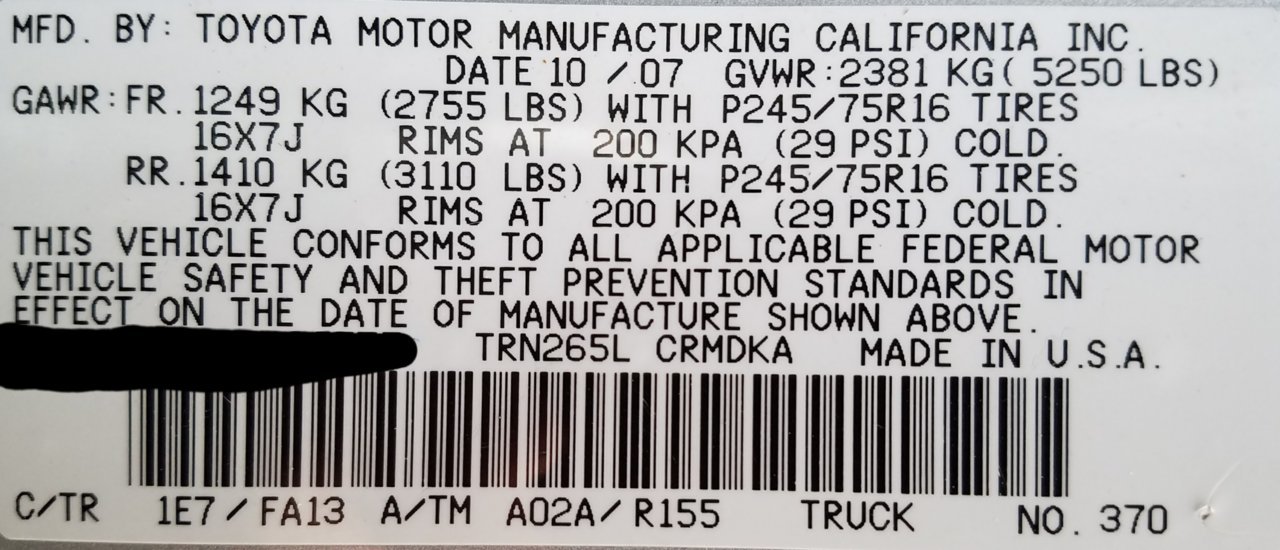 MFD. BY: TOYOTA MOTOR MANUFACTURING CALIFORNIA INC.
DATE 10 / 07 GVWR:2381 KG( 5250 LBS)
GAWR:FR.1249 KG (2755 LBS) WITH P245/75R16 TIRES
16X7J RIMS AT 200 KPA (29 PSI) COLD.
RR.1410 KG (3110 LBS) WITH P245/75R16 TIRES
16X7J RIMS AT 200 KPA (29 PSI) COLD.
THIS VEHICLE CONFORMS TO ALL APPLICABLE FEDERAL MOTOR
VEHICLE SAFETY AND THEFT PREVENTION STANDARDS IN
EFFECT ON THE DATE OF MANUFACTURE SHOWN ABOVE.
TRN265L CRMDKA MADE IN U.S.A.
C/TR 1E7/FA13 A/TM A02A/R155 TRUCK NO. 370